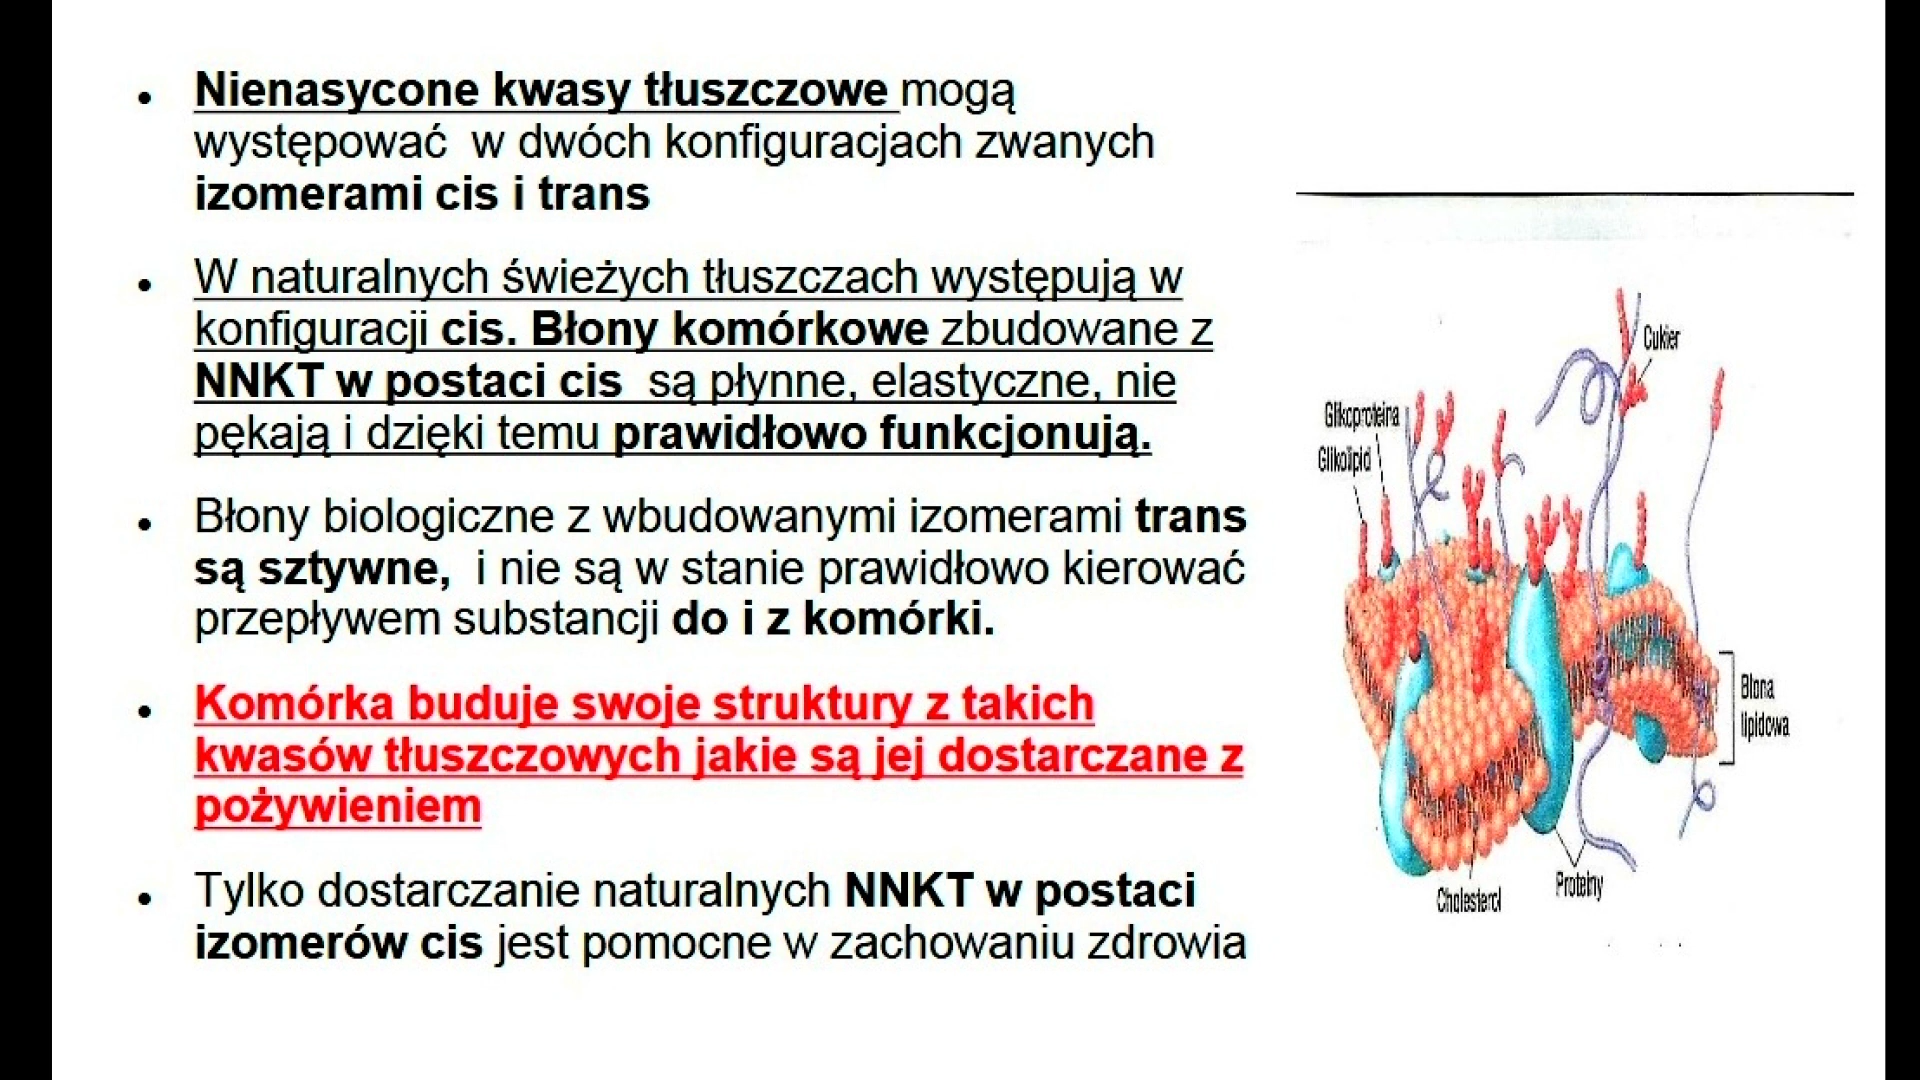 Nienasycone kwasy tłuszczowe mogą
występować w dwóch konfiguracjach zwanych
izomerami cis i trans
W naturalnych świeżych tłuszczach występują w
konfiguracji cis. Błony komórkowe zbudowane z
NNKT w postaci cis są płynne, elastyczne, nie
pękają i dzięki temu prawidłowo funkcjonują.
Błony biologiczne z wbudowanymi izomerami trans
są sztywne, i nie są w stanie prawidłowo kierować
przepływem substancji do i z komórki.
Komórka buduje swoje struktury z takich
kwasów tłuszczowych jakie są jej dostarczane z
pożywieniem
Tylko dostarczanie naturalnych NNKT w postaci
izomerów cis jest pomocne w zachowaniu zdrowia
Cukier
Glikoproteina
Glikolipid
Błona
lipidowa
Proteiny
Cholesterol